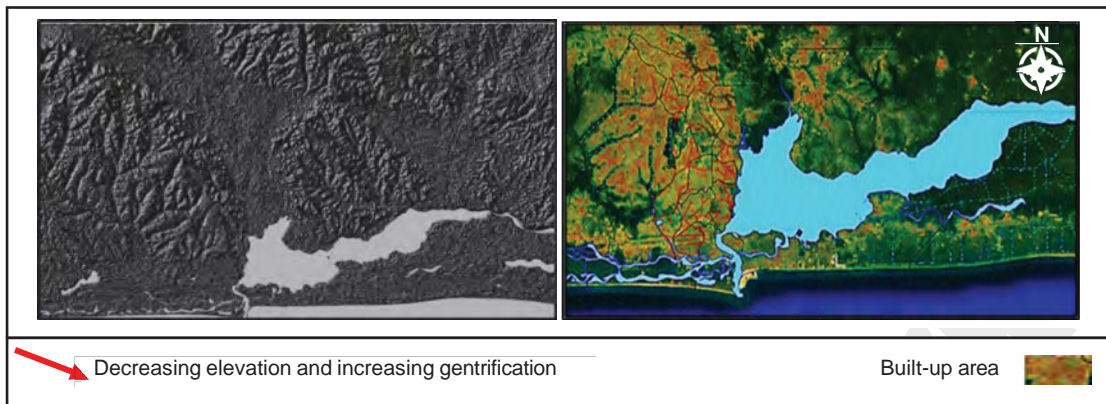 N
Decreasing elevation and increasing gentrification
Built-up area